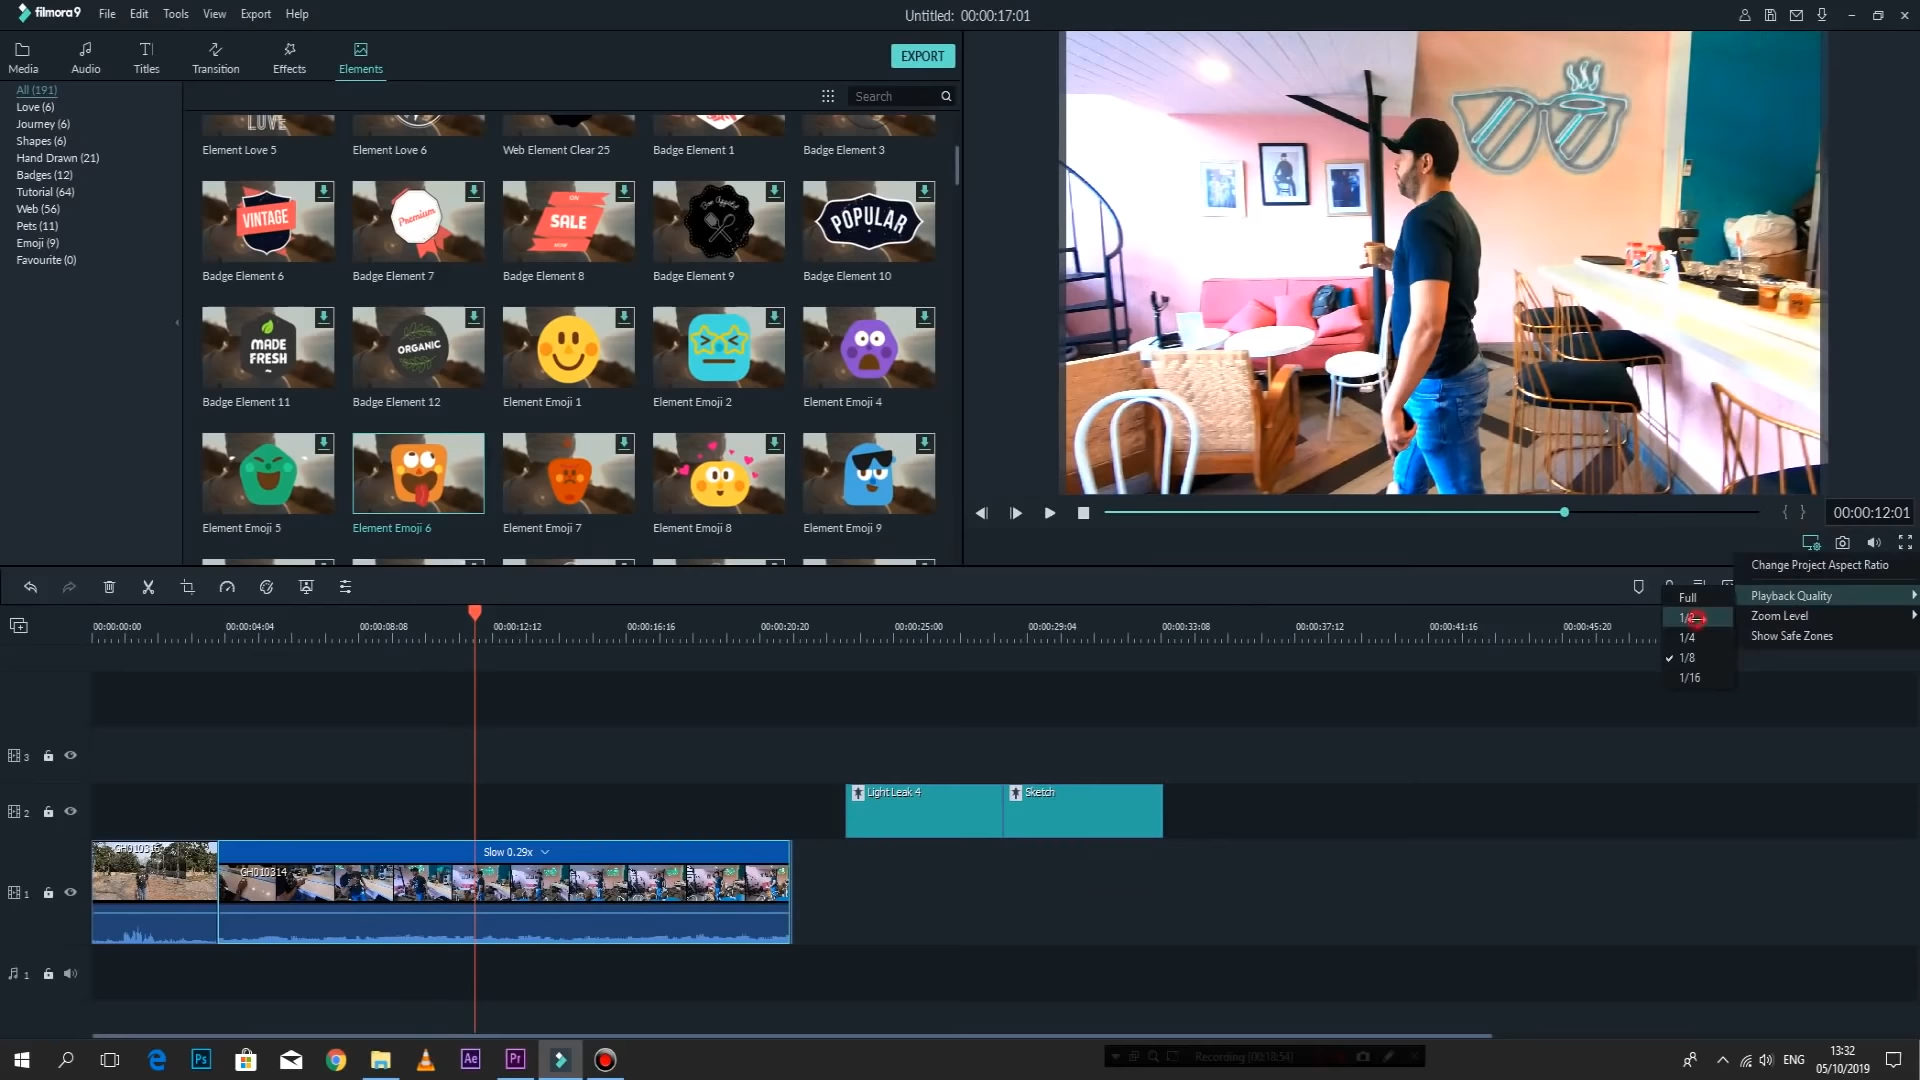 filmora9 File Edit Tools View Export Help
Untitled: 00:00:17:01
Media Audio Titles Transition Effects Elements
EXPORT
Search
All (191)
Love (6)
Journey (6)
Shapes (6)
Hand Drawn (21)
Badges (12)
Tutorial (64)
Web (56)
Pets (11)
Emoji (9)
Favourite (0)
LOVE
Element Love 5 Element Love 6 Web Element Clear 25 Badge Element 1 Badge Element 3
VINTAGE Premium ON SALE NOW Bon Appetit POPULAR
Badge Element 6 Badge Element 7 Badge Element 8 Badge Element 9 Badge Element 10
MADE FRESH ORGANIC
Badge Element 11 Badge Element 12 Element Emoji 1 Element Emoji 2 Element Emoji 4
Element Emoji 5 Element Emoji 6 Element Emoji 7 Element Emoji 8 Element Emoji 9
00:00:12:01
Change Project Aspect Ratio
Playback Quality
Zoom Level
Show Safe Zones
Full
1/4
1/8
1/16
00:00:00:00 00:00:04:04 00:00:08:08 00:00:12:12 00:00:16:16 00:00:20:20 00:00:25:00 00:00:29:04 00:00:33:08 00:00:37:12 00:00:41:16 00:00:45:20
3
2
Light Leak 4 Sketch
Slow 0.29x
GH010314
1
1
Ps Ae Pr
Recording [00:18:54]
ENG
13:32
05/10/2019